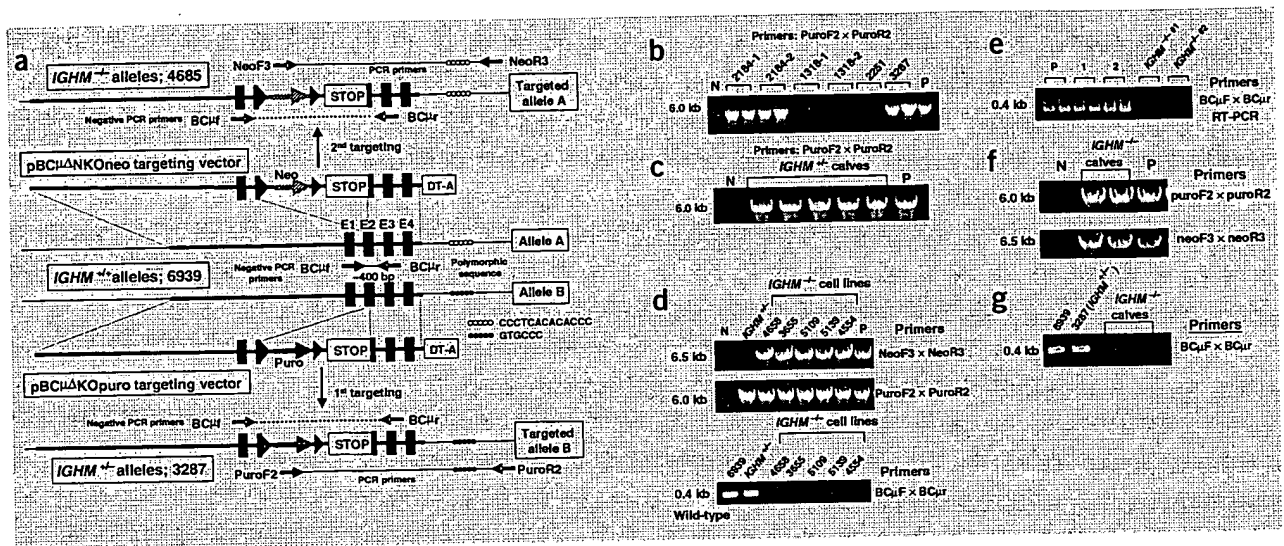 a
IGHM -/- alleles; 4685
NeoF3
NeoR3
PCR primers
STOP
Targeted allele A
Negative PCR primers BCμf
BCμr
pBCμΔNKOneo targeting vector
2nd targeting
Neo
STOP
DT-A
E1 E2 E3 E4
Allele A
IGHM +/+ alleles; 6939
Negative PCR primers BCμf
BCμr
~400 bp
Polymorphic sequence
Allele B
CCCTCACACACCC
GTGCCC
Puro
STOP
DT-A
pBCμΔKOpuro targeting vector
1st targeting
Negative PCR primers BCμf
BCμr
STOP
Targeted allele B
IGHM +/- alleles; 3287
PuroF2
PuroR2
PCR primers
b
Primers: PuroF2 × PuroR2
N 2184-1 2184-2 1318-1 1318-2 2251 3287 P
6.0 kb
c
Primers: PuroF2 × PuroR2
N IGHM +/- calves P
6.0 kb
d
IGHM -/- cell lines
N IGHM +/- 4658 3655 5109 5139 4554 P
Primers
6.5 kb
NeoF3 × NeoR3
6.0 kb
PuroF2 × PuroR2
IGHM -/- cell lines
6939 IGHM +/- 4658 3655 5109 5139 4554
Primers
0.4 kb
BCμF × BCμr
Wild-type
e
P 1 2 IGHM -/- #1 IGHM -/- #2
Primers
0.4 kb
BCμF × BCμr
RT-PCR
f
IGHM -/-
N calves P
Primers
6.0 kb
puroF2 × puroR2
6.5 kb
neoF3 × neoR3
g
6939 3287 (IGHM +/-) IGHM -/- calves
Primers
0.4 kb
BCμF × BCμr